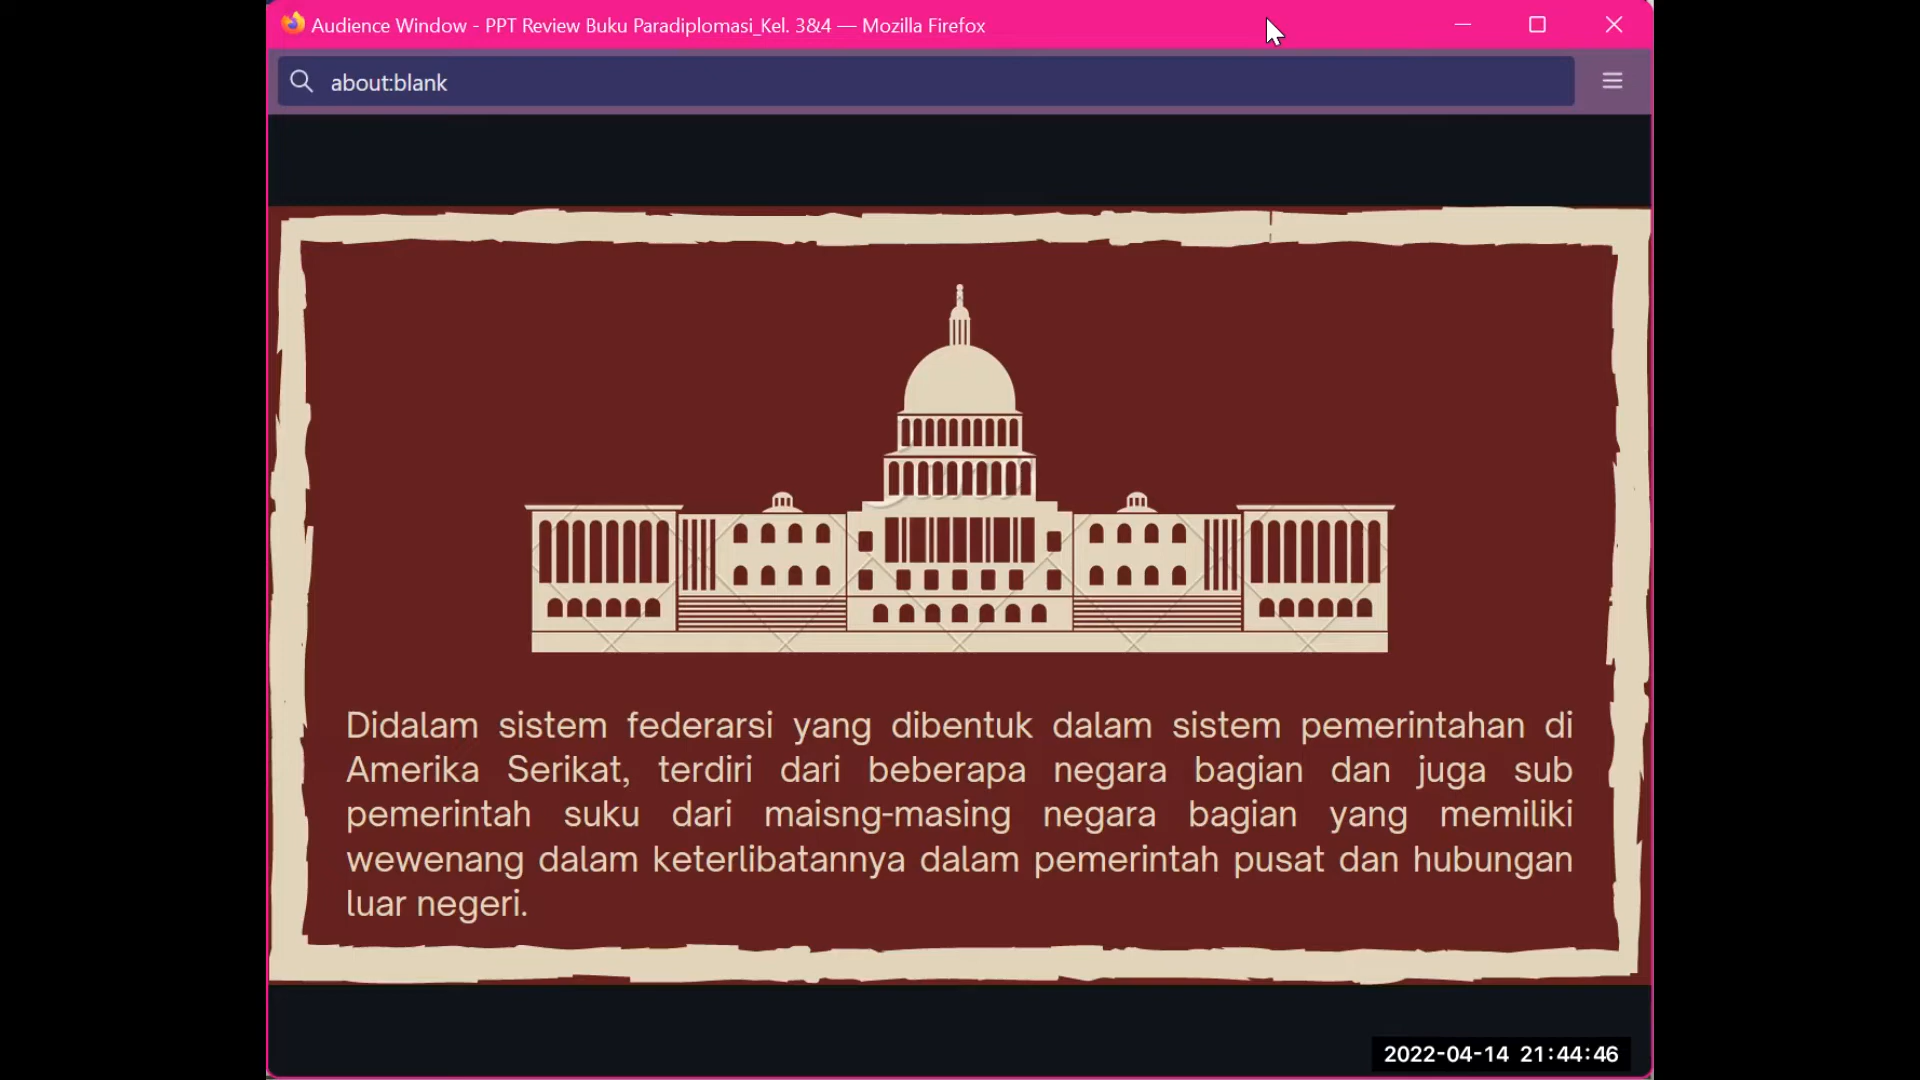 Audience Window - PPT Review Buku Paradiplomasi_Kel. 3&4 — Mozilla Firefox
about:blank
Didalam sistem federarsi yang dibentuk dalam sistem pemerintahan di
Amerika Serikat, terdiri dari beberapa negara bagian dan juga sub
pemerintah suku dari maisng-masing negara bagian yang memiliki
wewenang dalam keterlibatannya dalam pemerintah pusat dan hubungan
luar negeri.
2022-04-14 21:44:46